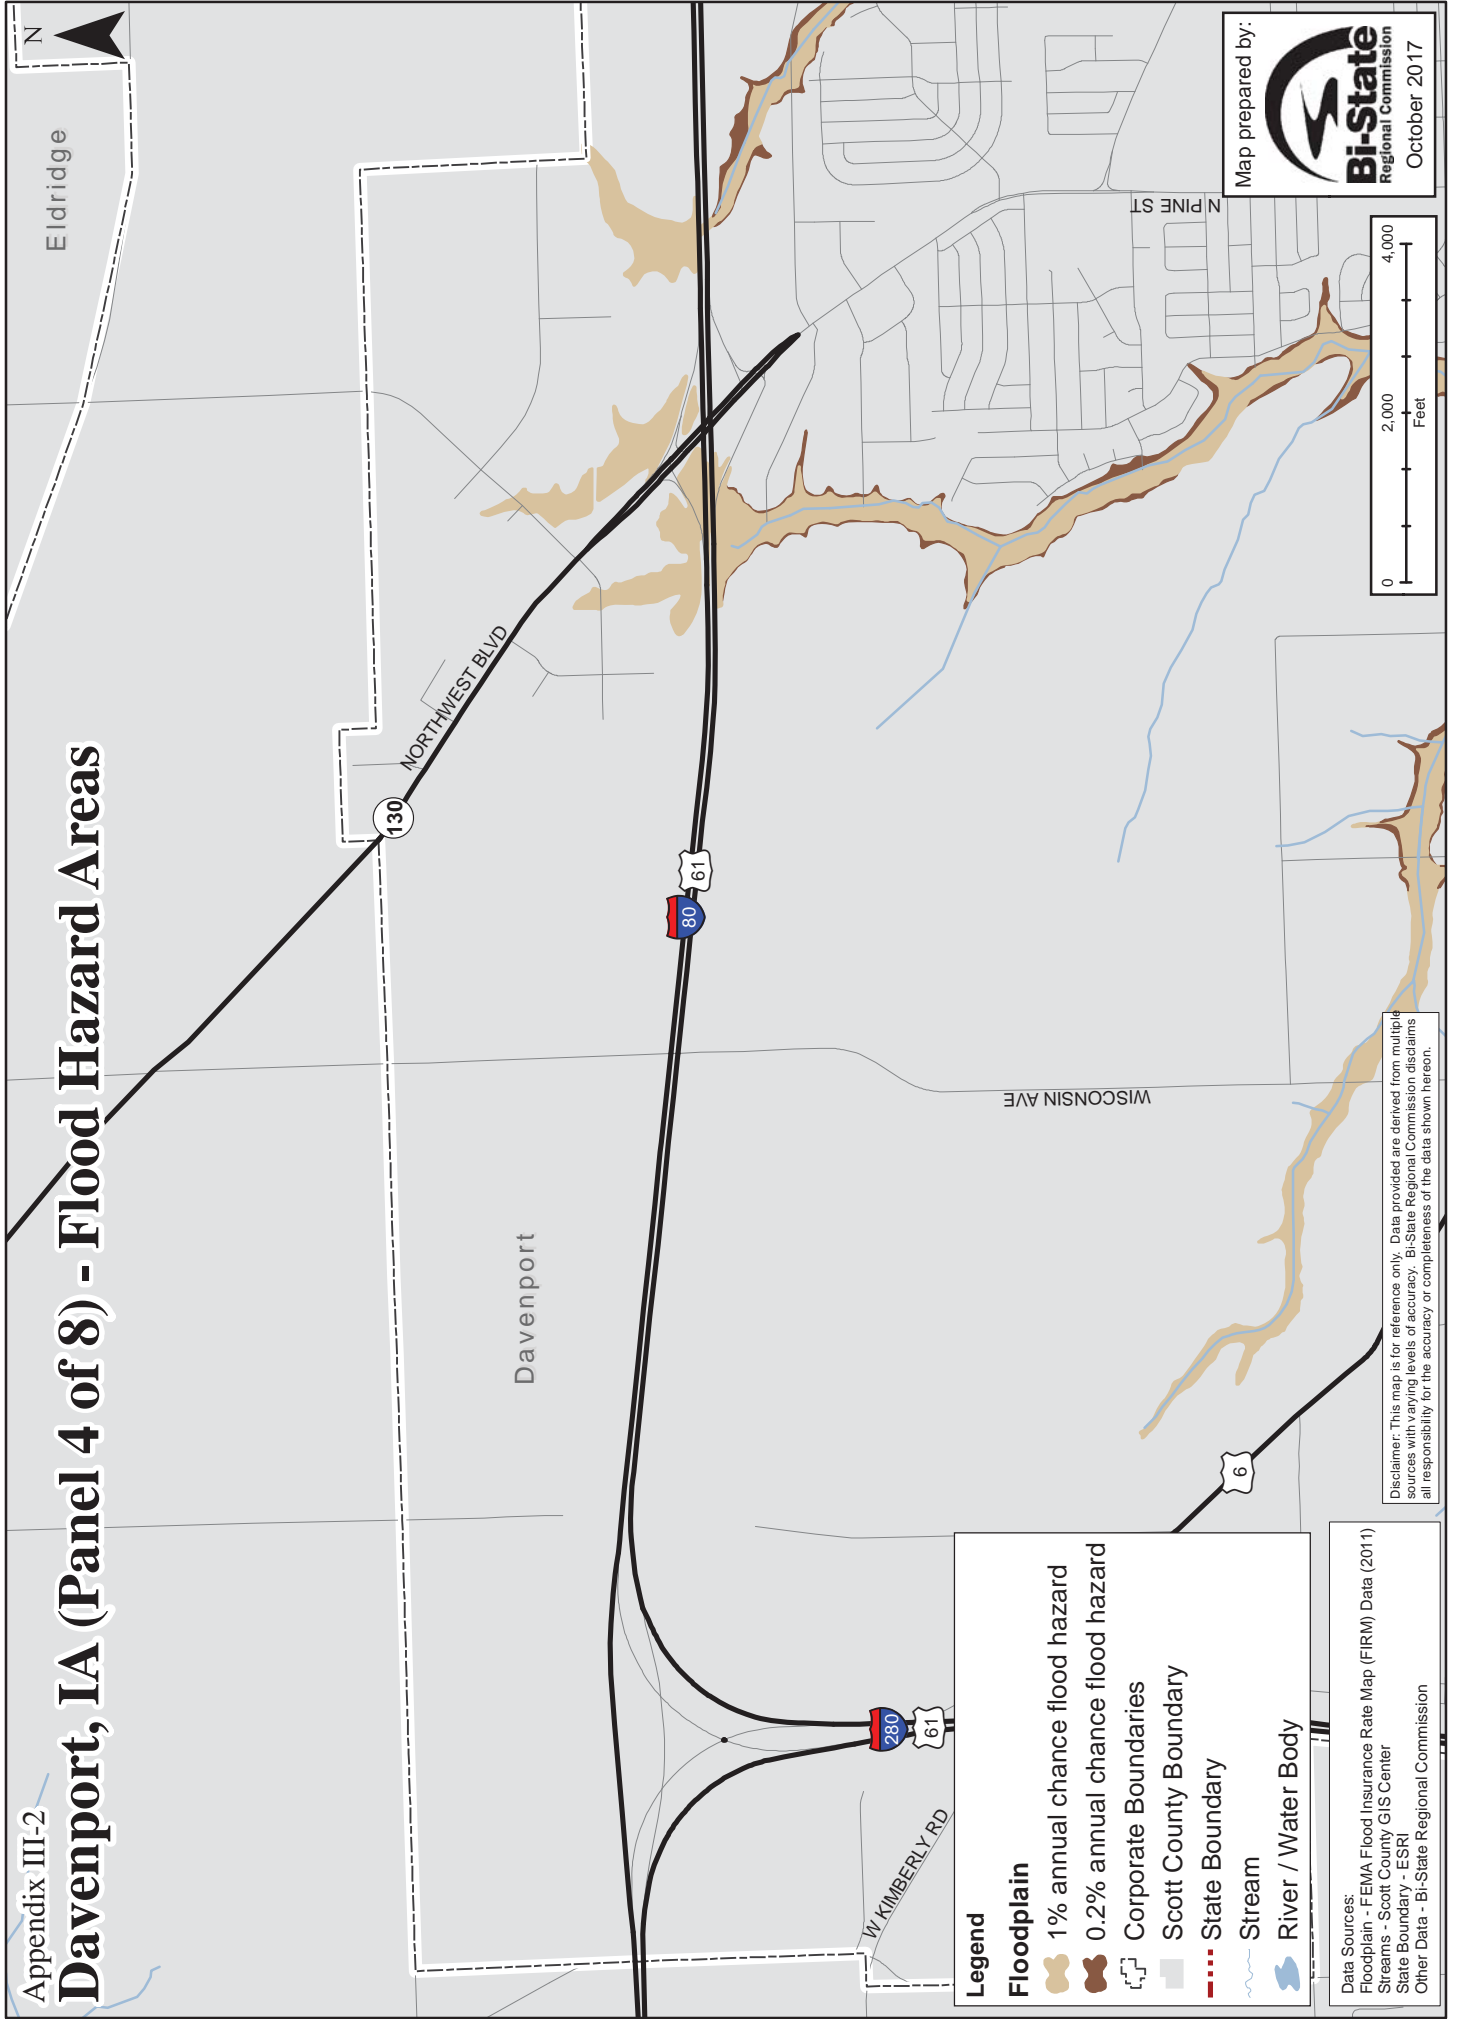 Appendix III-2
Davenport, IA (Panel 4 of 8) - Flood Hazard Areas
N
Eldridge
Davenport
130
NORTHWEST BLVD
80
61
280
61
6
WISCONSIN AVE
N PINE ST
W KIMBERLY RD
Legend
Floodplain
1% annual chance flood hazard
0.2% annual chance flood hazard
Corporate Boundaries
Scott County Boundary
State Boundary
Stream
River / Water Body
Data Sources:
Floodplain - FEMA Flood Insurance Rate Map (FIRM) Data (2011)
Streams - Scott County GIS Center
State Boundary - ESRI
Other Data - Bi-State Regional Commission
Disclaimer: This map is for reference only. Data provided are derived from multiple
sources with varying levels of accuracy. Bi-State Regional Commission disclaims
all responsibility for the accuracy or completeness of the data shown hereon.
0 2,000 4,000
Feet
Map prepared by:
Bi-State
Regional Commission
October 2017